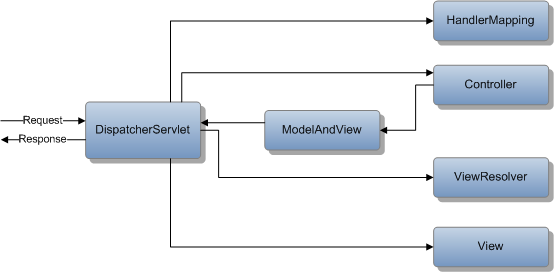 HandlerMapping
Controller
Request
DispatcherServlet
ModelAndView
Response
ViewResolver
View